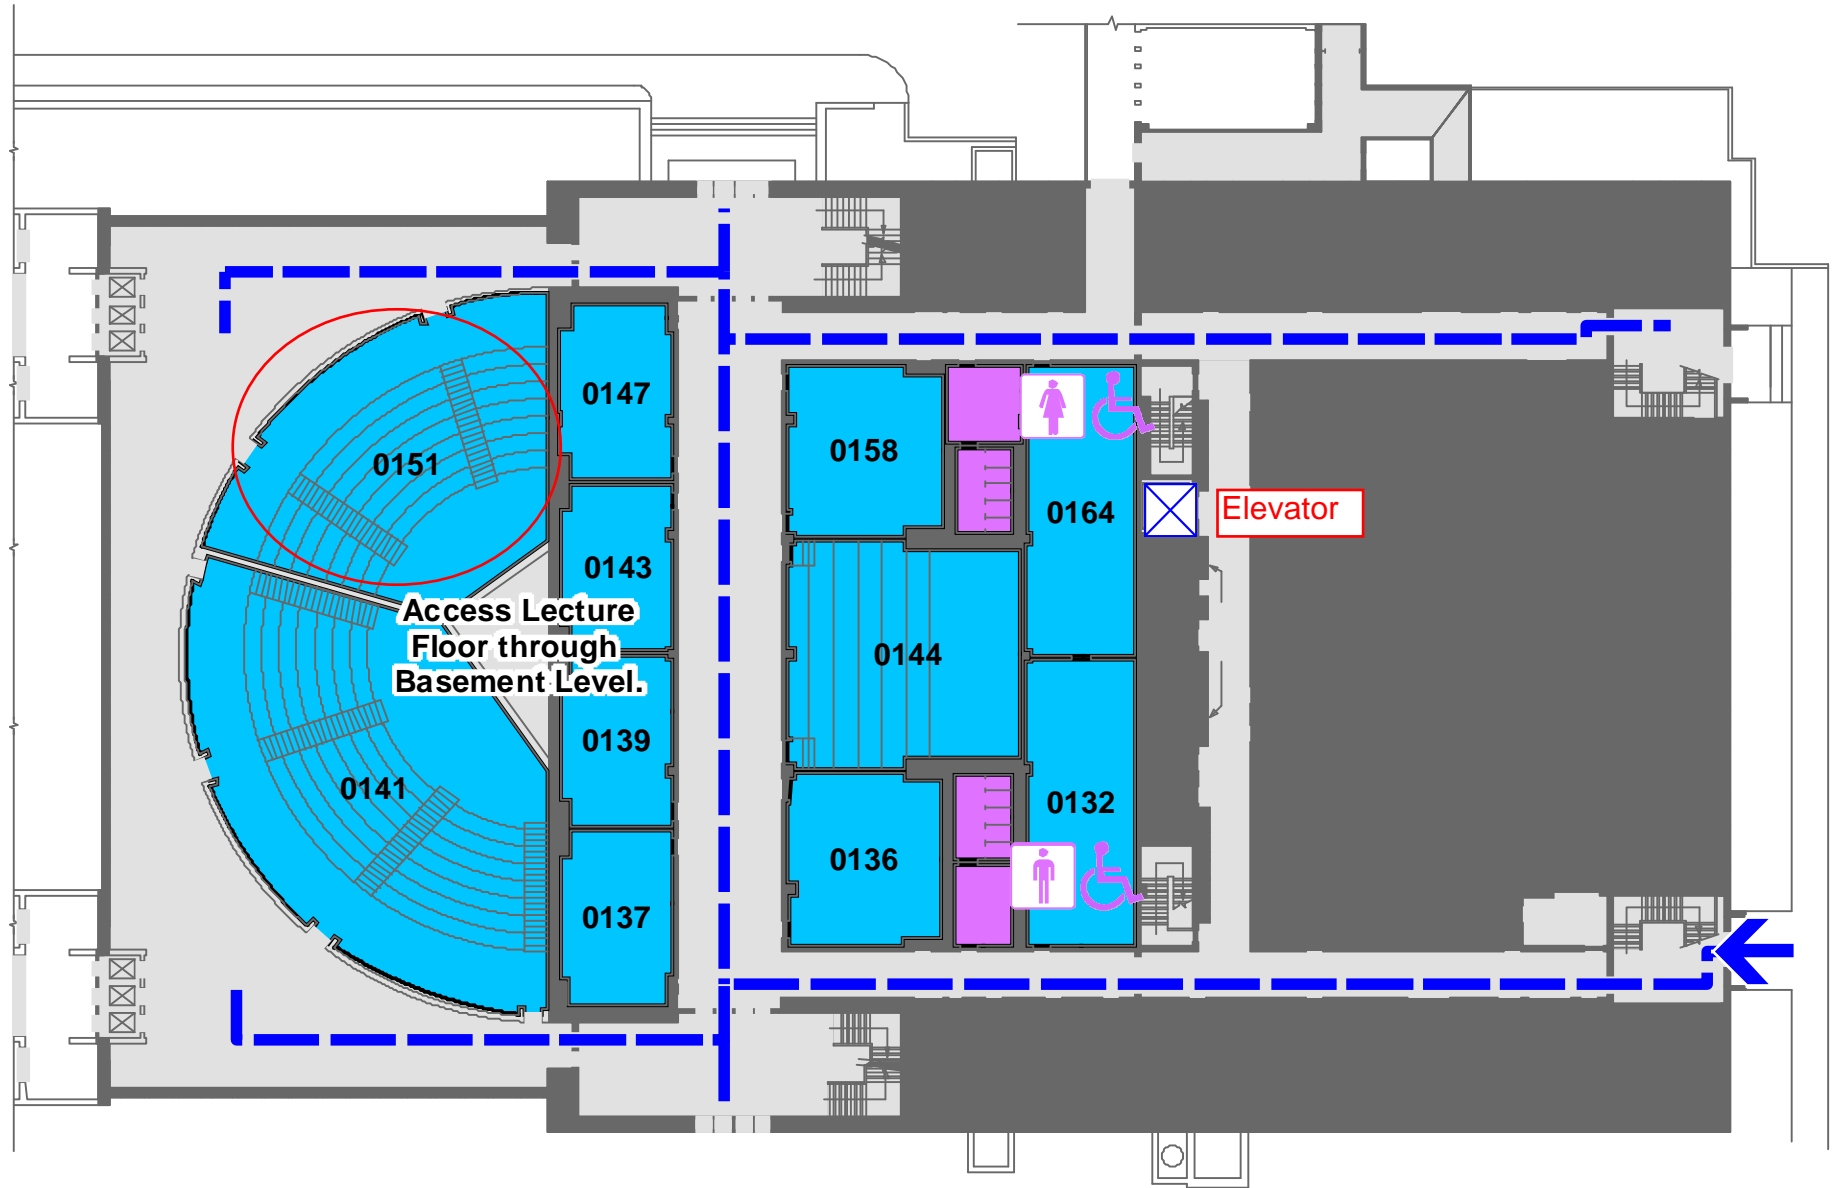 0147
0158
0151
0164
Elevator
0143
Access Lecture
Floor through
Basement Level.
0144
0139
0141
0132
0136
0137